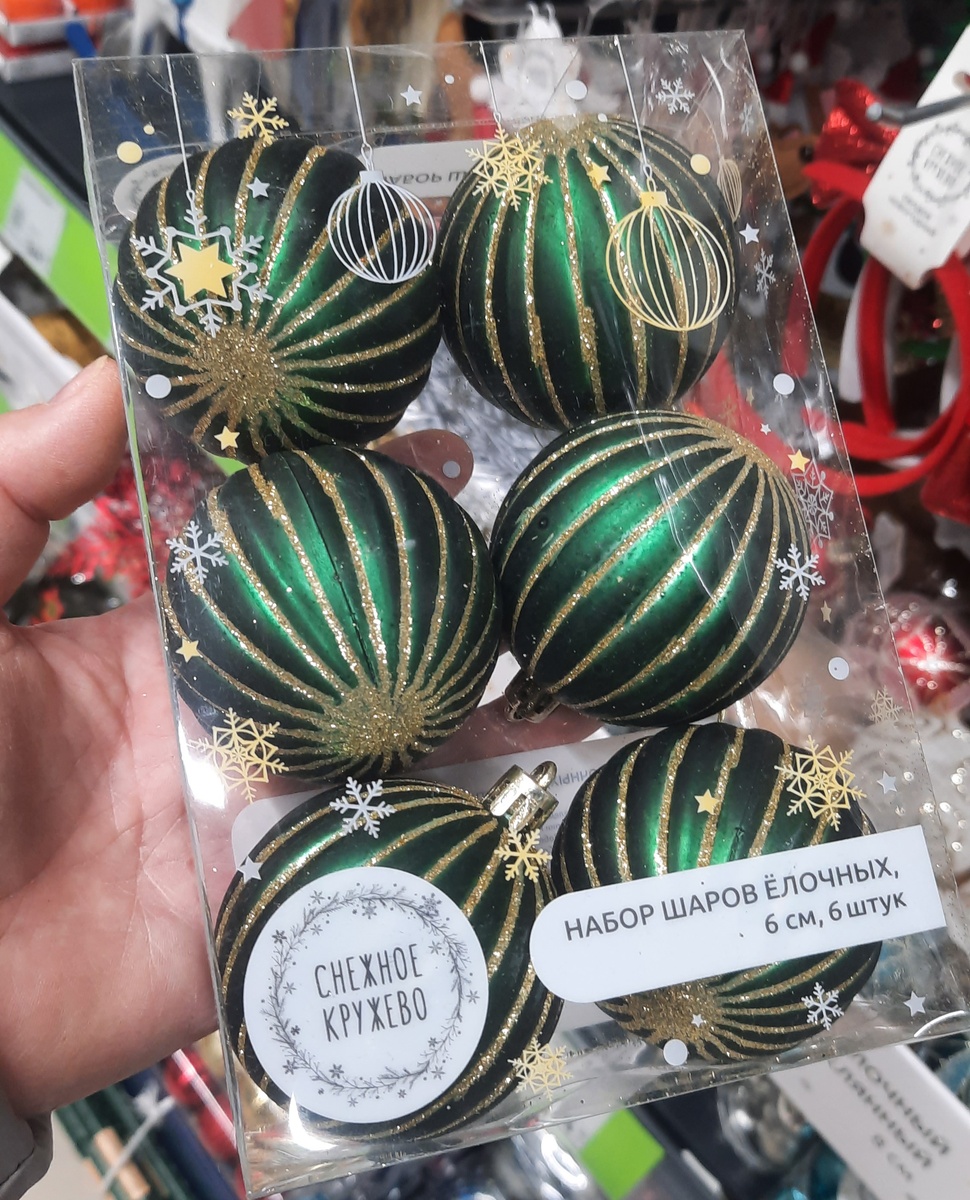 СНЕЖНОЕ
КРУЖЕВО
НАБОР ШАРОВ ЁЛОЧНЫХ,
6 см, 6 штук